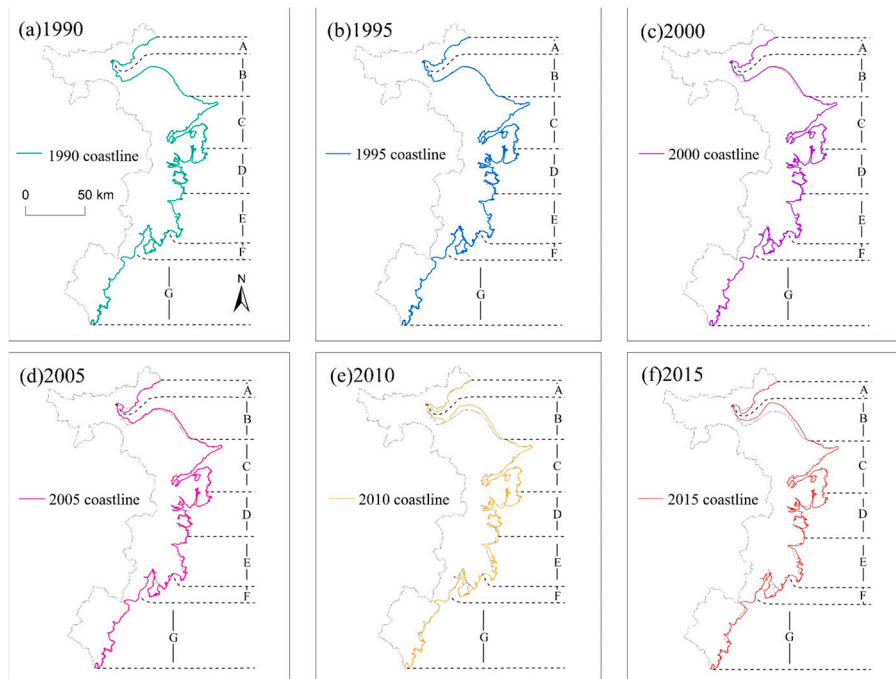 (a)1990
A
B
C
1990 coastline
D
0 50 km
E
F
N
G
(b)1995
A
B
C
1995 coastline
D
E
F
G
(c)2000
A
B
C
2000 coastline
D
E
F
G
(d)2005
A
B
C
2005 coastline
D
E
F
G
(e)2010
A
B
C
2010 coastline
D
E
F
G
(f)2015
A
B
C
2015 coastline
D
E
F
G